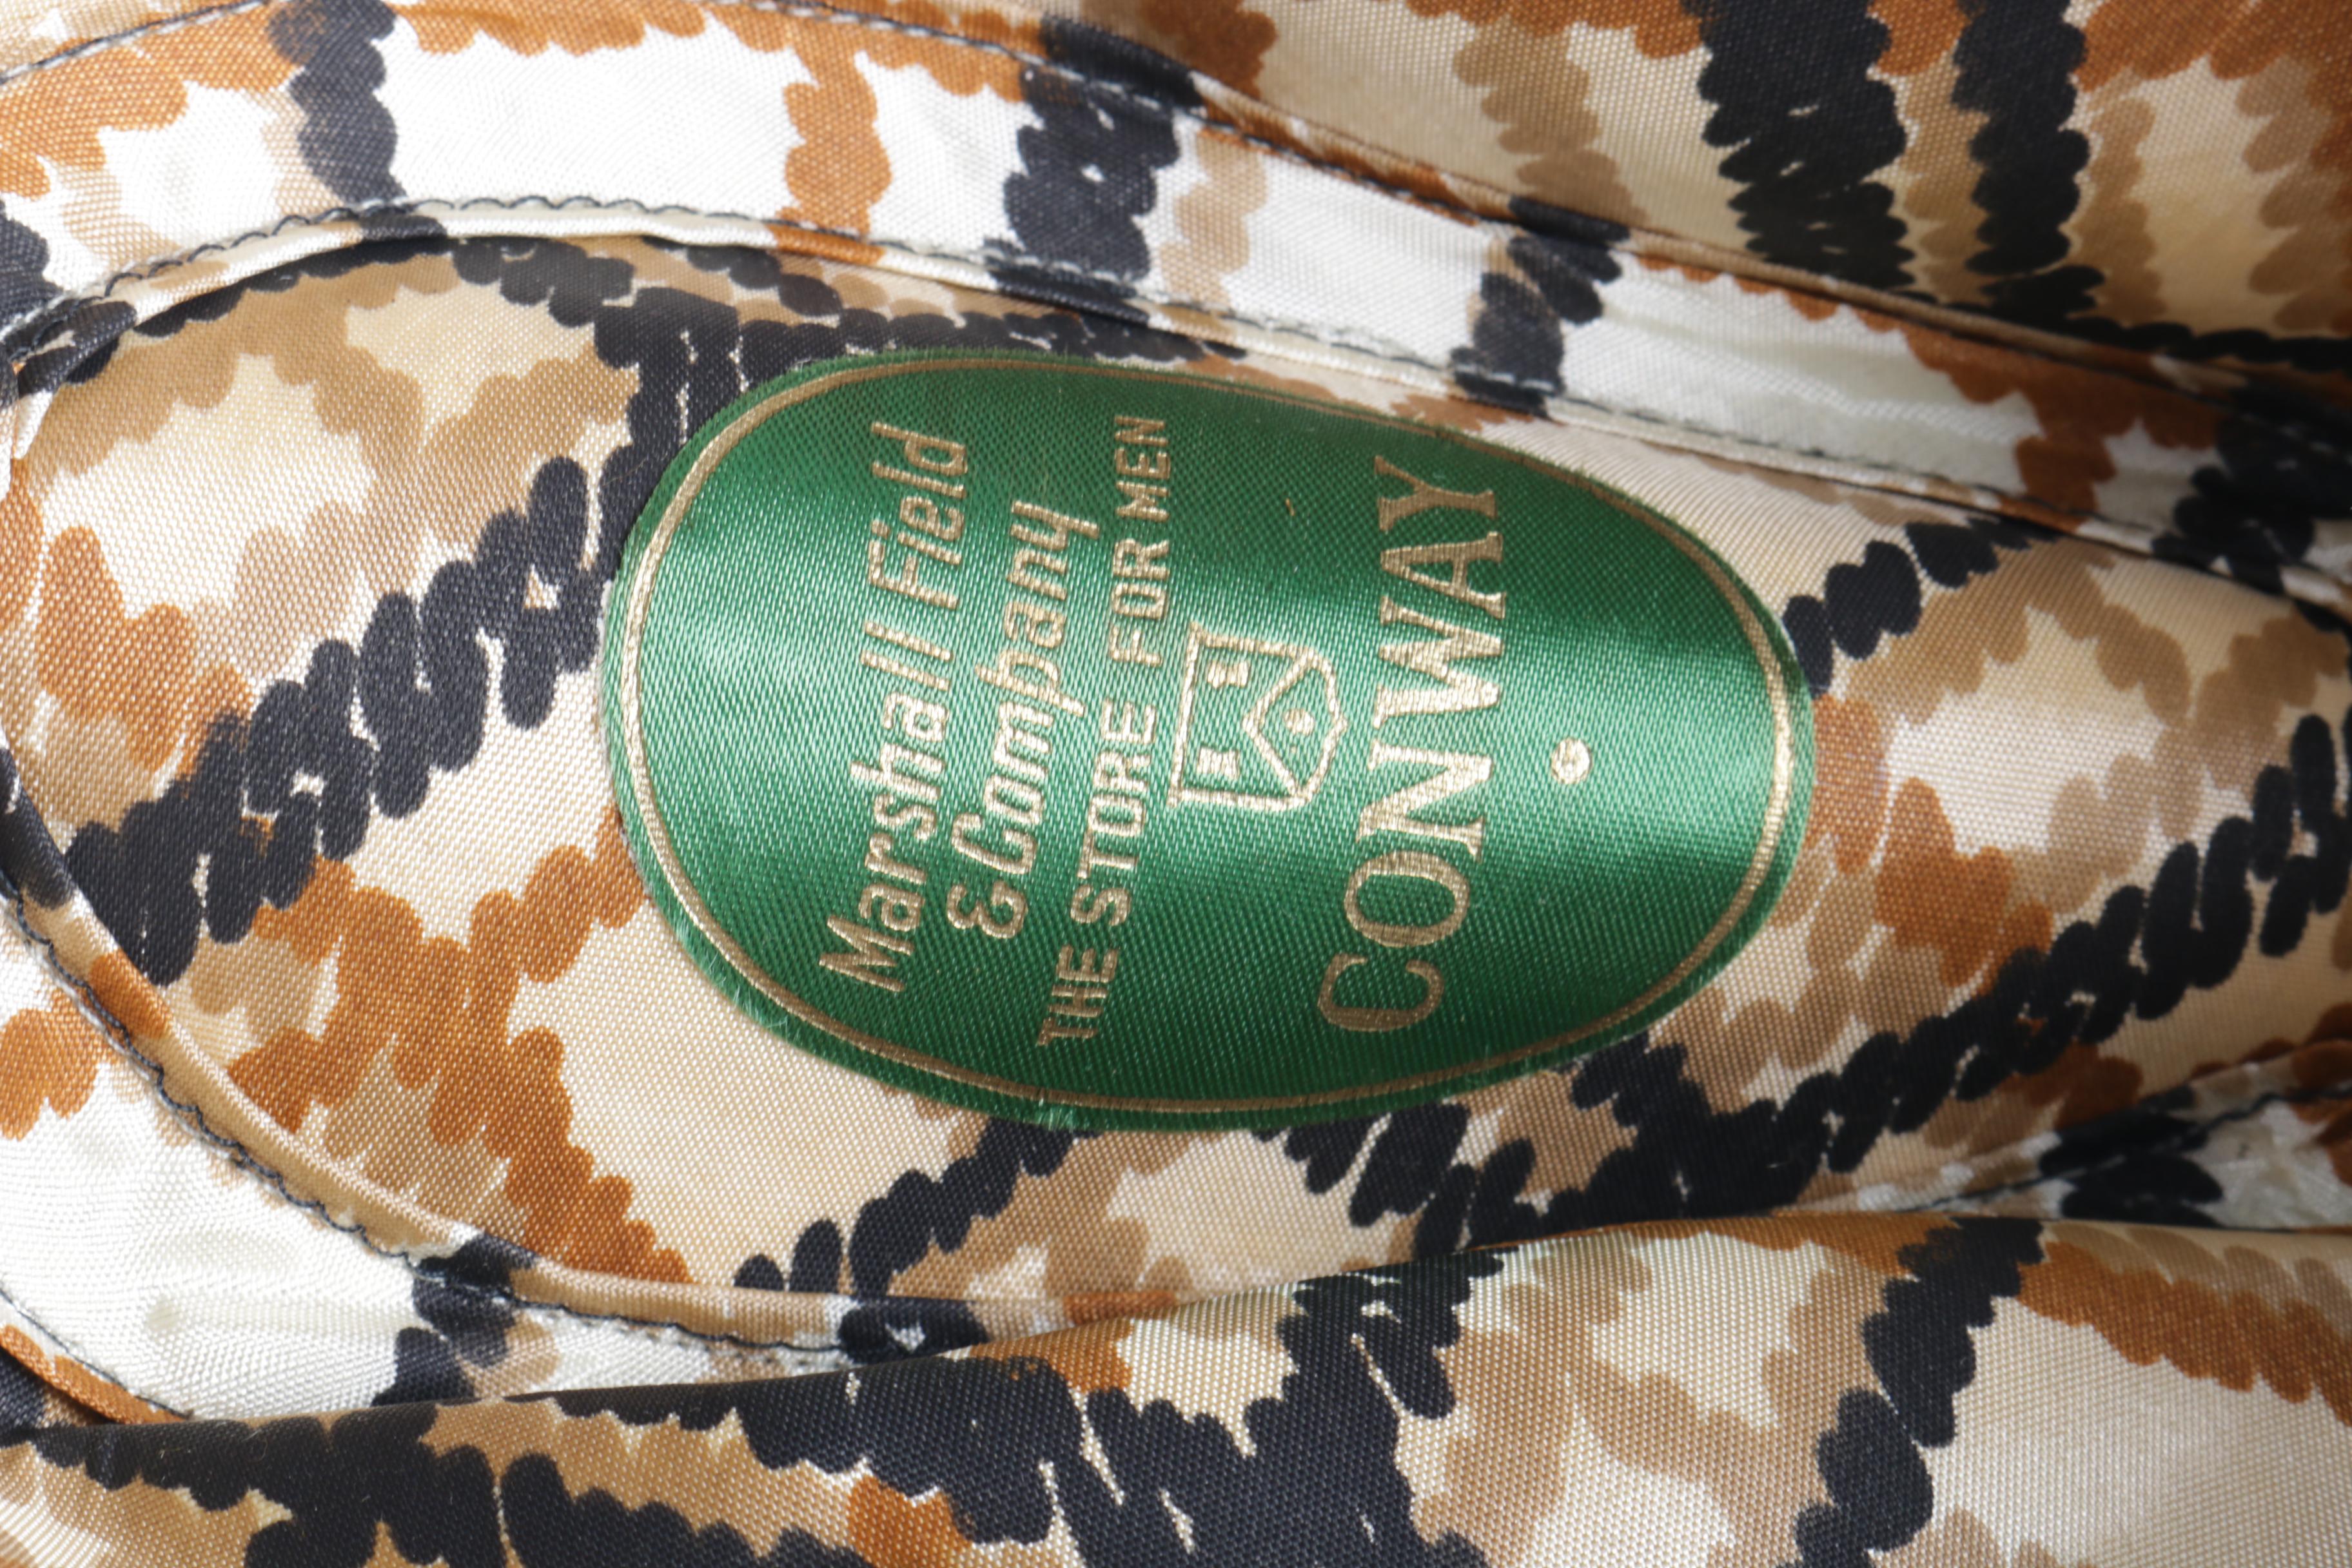 Marshall Field
& Company
THE STORE FOR MEN
CONWAY